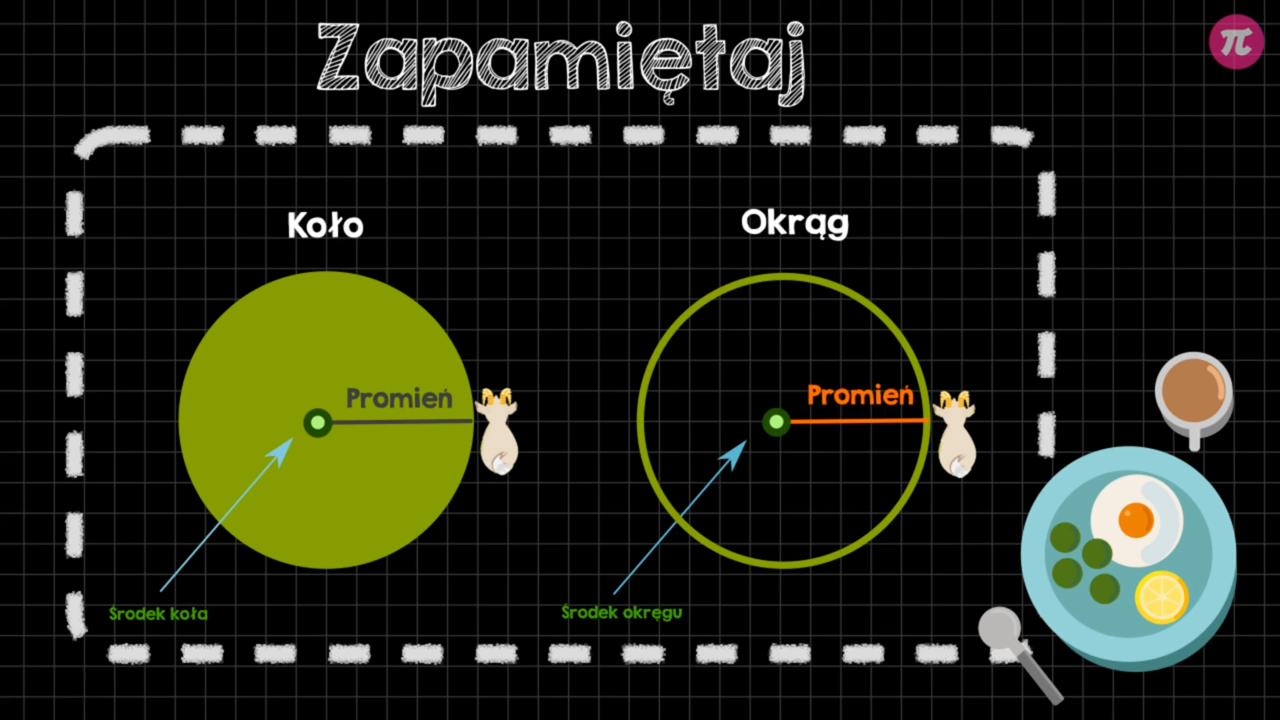 Zapamiętaj
π
Koło
Okrąg
Promień
Promień
Środek koła
Środek okręgu